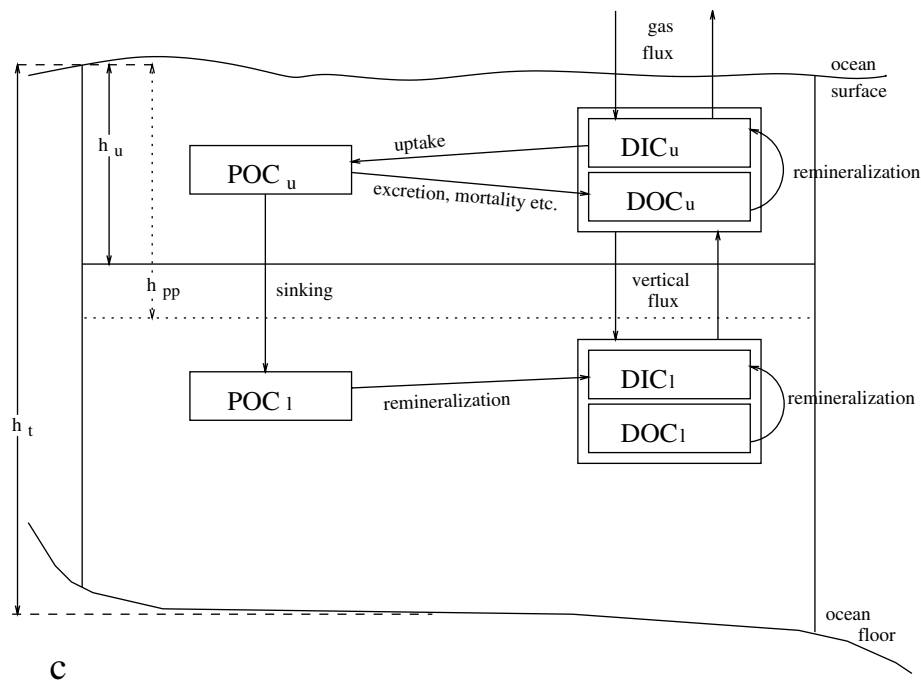 gas
flux
ocean
surface
h u
uptake
DIC u
POC u
excretion, mortality etc.
DOC u
remineralization
h pp
sinking
vertical
flux
POC l
remineralization
DIC l
DOC l
remineralization
h t
ocean
floor
c